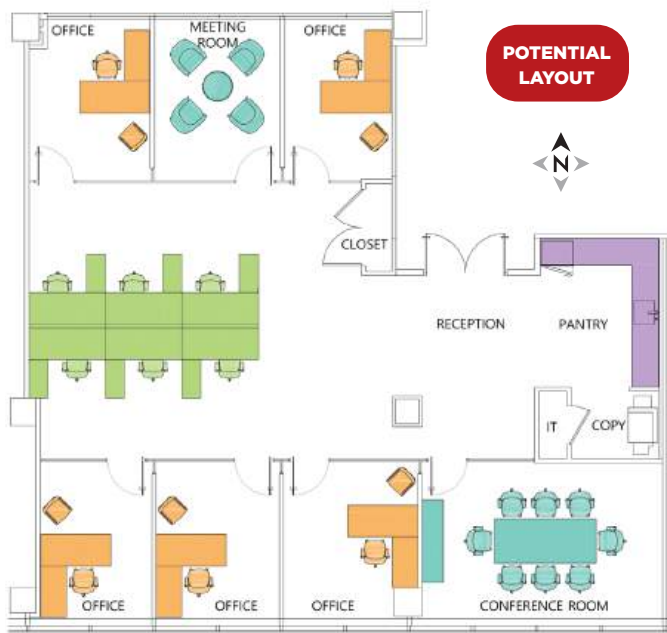 OFFICE
MEETING
ROOM
OFFICE
POTENTIAL
LAYOUT
N
CLOSET
RECEPTION
PANTRY
IT
COPY
OFFICE
OFFICE
OFFICE
CONFERENCE ROOM